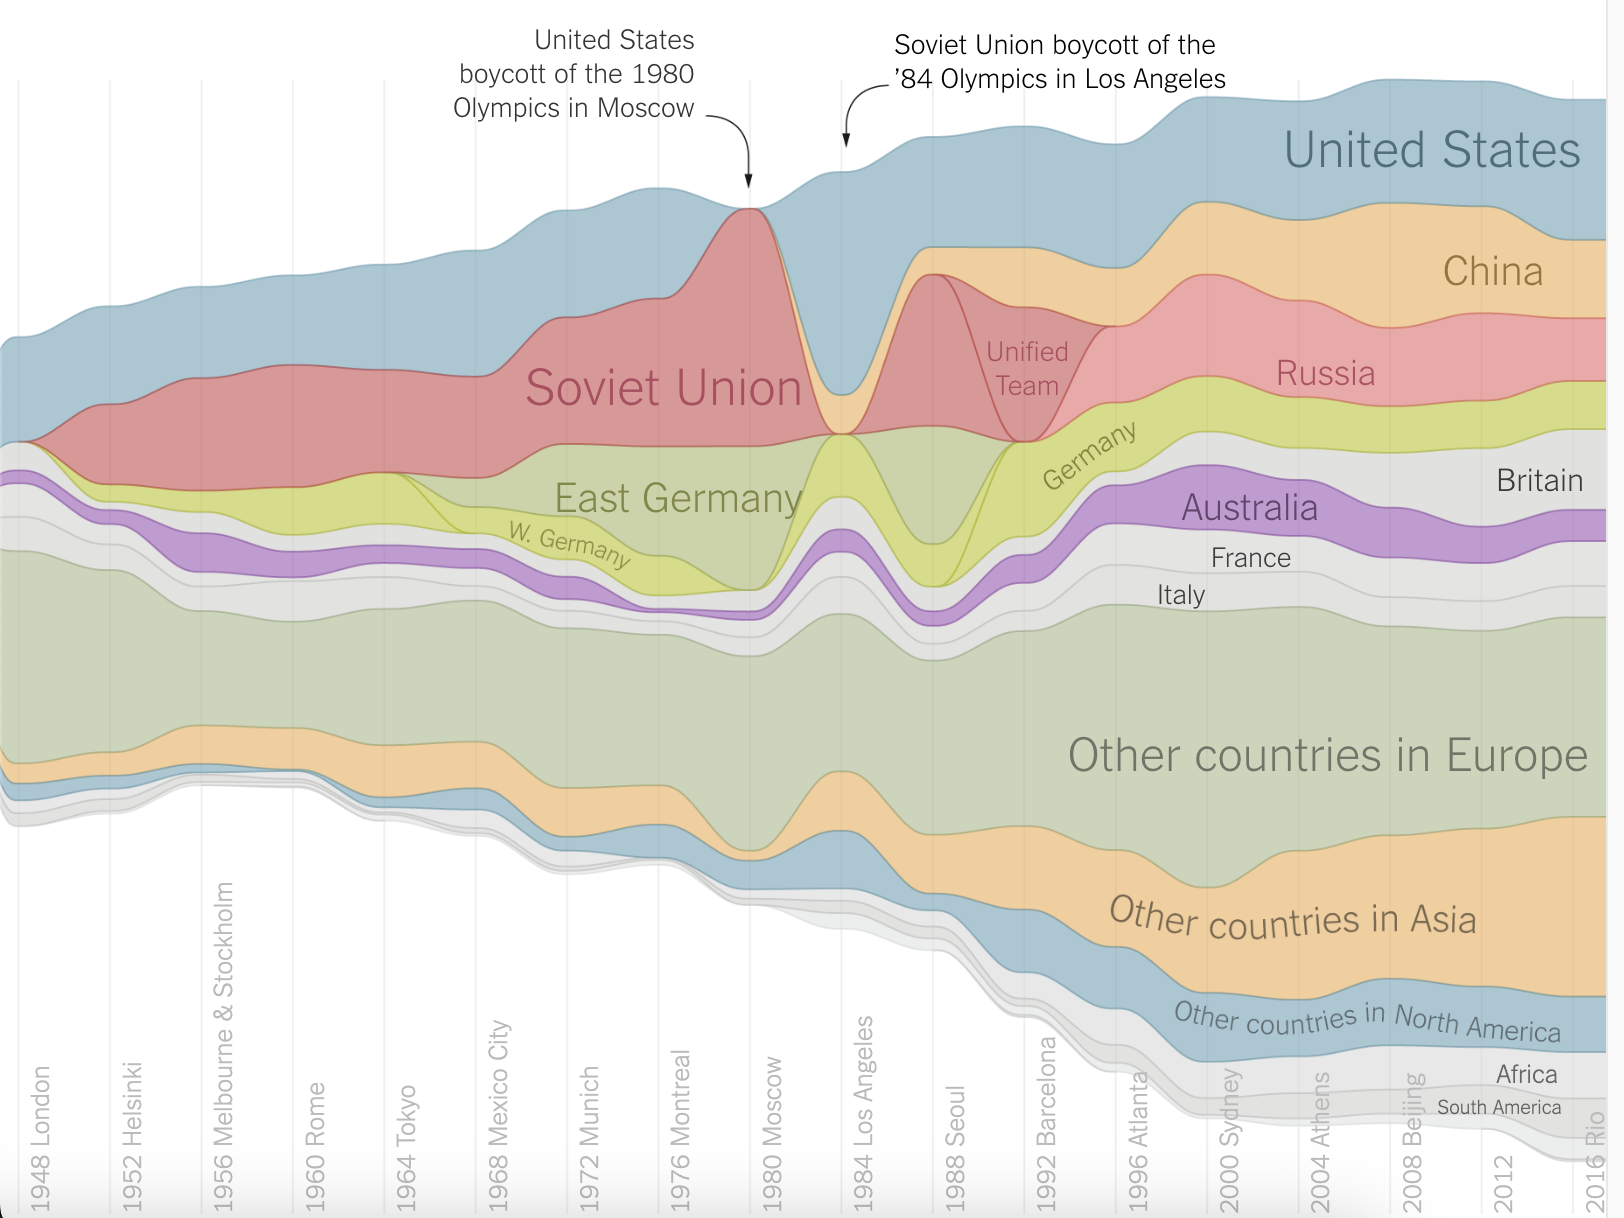 United States
boycott of the 1980
Olympics in Moscow
Soviet Union boycott of the
’84 Olympics in Los Angeles
United States
China
Soviet Union
Unified
Team
Russia
East Germany
W. Germany
Germany
Britain
Australia
France
Italy
Other countries in Europe
Other countries in Asia
Other countries in North America
Africa
South America
1948 London
1952 Helsinki
1956 Melbourne & Stockholm
1960 Rome
1964 Tokyo
1968 Mexico City
1972 Munich
1976 Montreal
1980 Moscow
1984 Los Angeles
1988 Seoul
1992 Barcelona
1996 Atlanta
2000 Sydney
2004 Athens
2008 Beijing
2012
2016 Rio